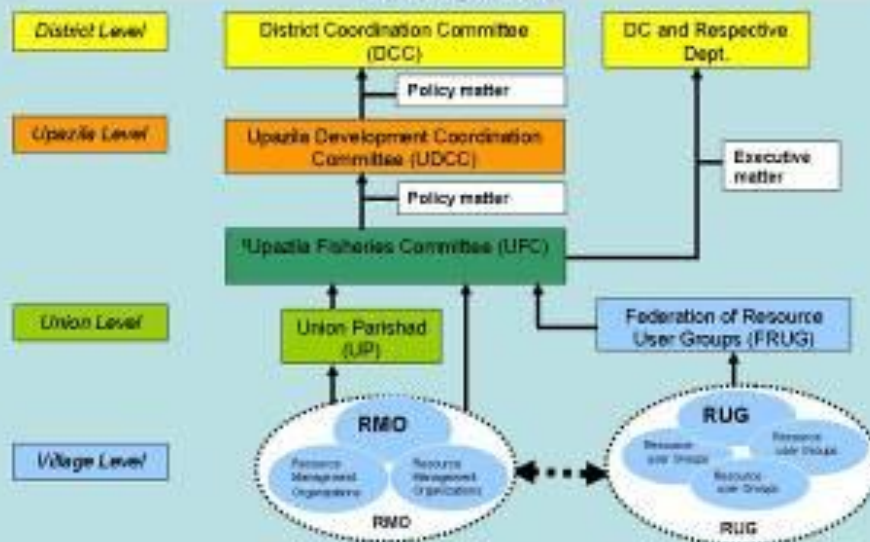 District Level
District Coordination Committee
(DCC)
DC and Respective
Dept.
Policy matter
Upazila Level
Upazila Development Coordination
Committee (UDCC)
Executive
matter
Policy matter
Upazila Fisheries Committee (UFC)
Union Level
Union Parishad
(UP)
Federation of Resource
User Groups (FRUG)
Village Level
RMO
Resource
Management
Organizations
Resource
Management
Organizations
RMO
RUG
Resource
user Groups
Resource
user Groups
Resource
user Groups
RUG